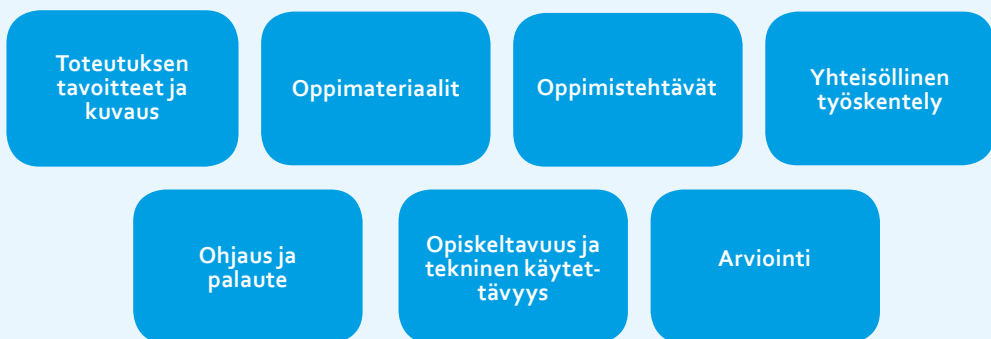 Toteutuksen
tavoitteet ja
kuvaus
Oppimateriaalit
Oppimistehtävät
Yhteisöllinen
työskentely
Ohjaus ja
palaute
Opiskeltavuus ja
tekninen käytet-
tävyys
Arviointi